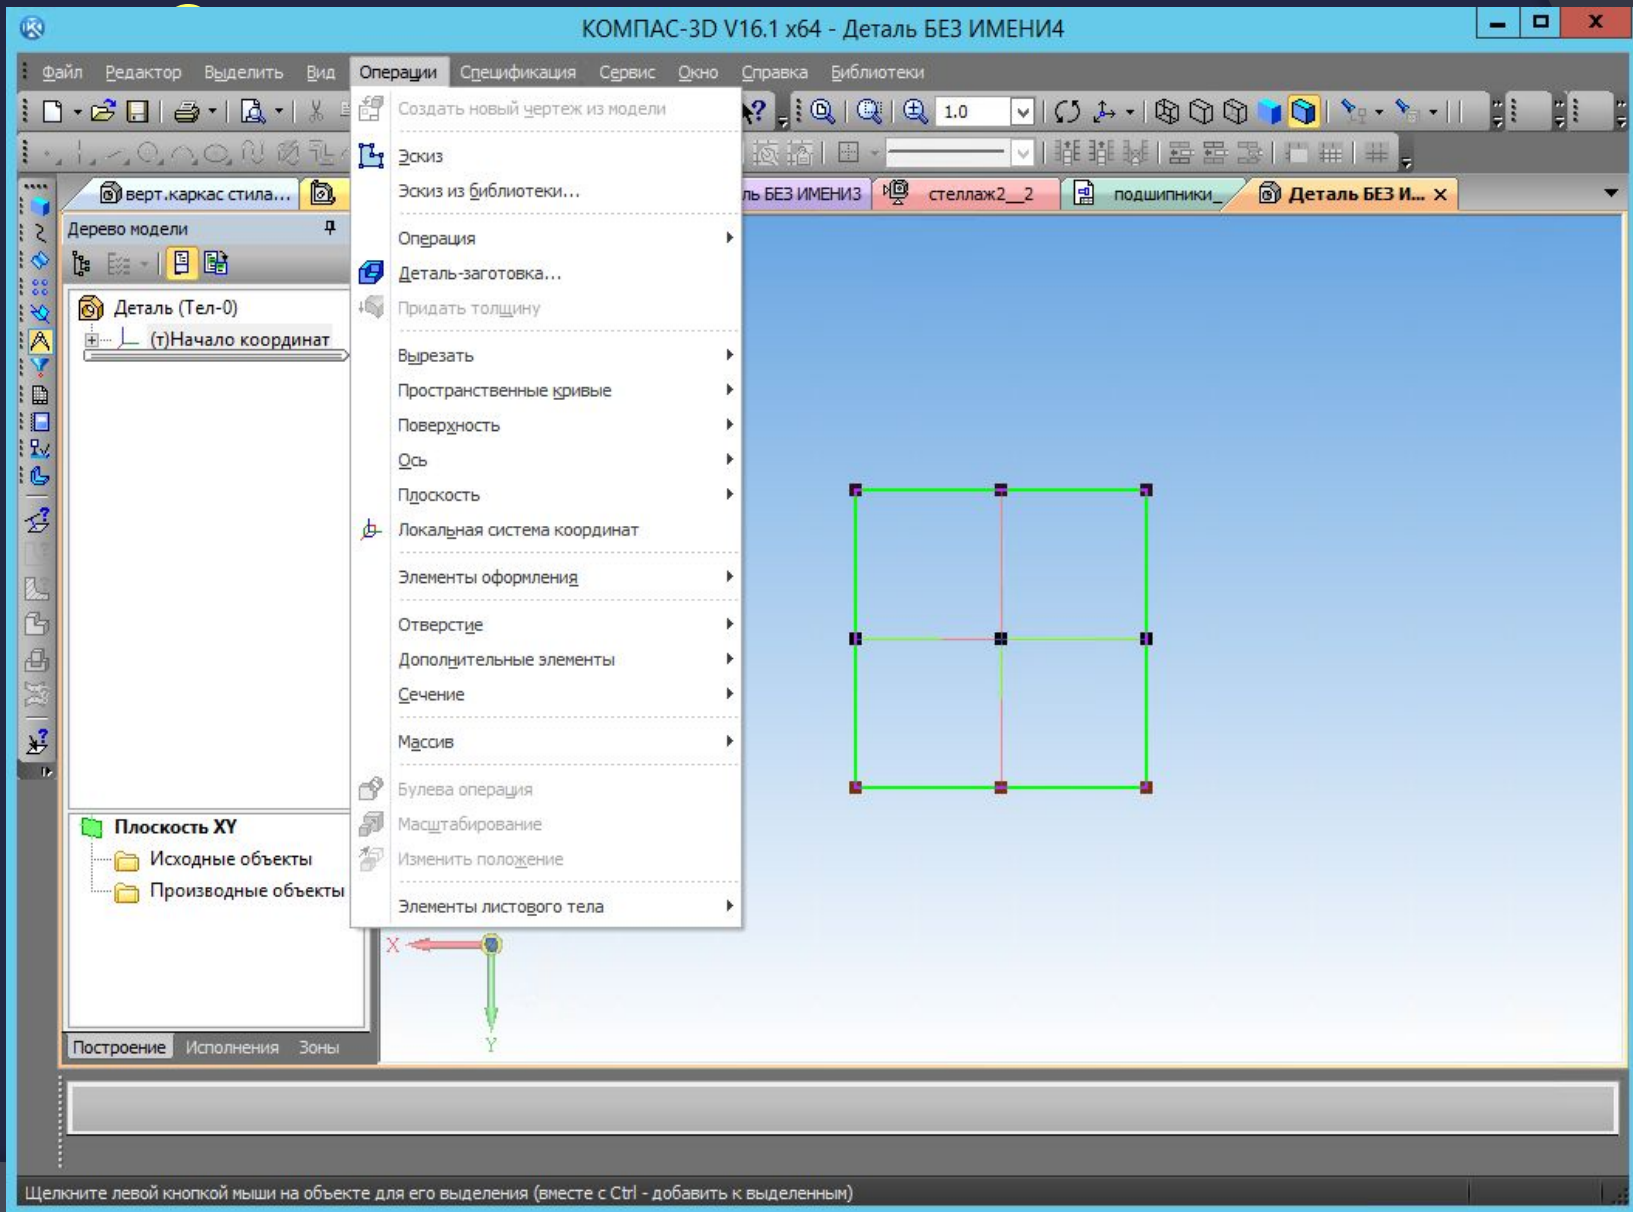 КОМПАС-3D V16.1 x64 - Деталь БЕЗ ИМЕНИ4
Файл Редактор Выделить Вид Операции Спецификация Сервис Окно Справка Библиотеки
1.0
верт.каркас стила...
ль БЕЗ ИМЕНИ3
стеллаж2__2
подшипники_
Деталь БЕЗ И...
Дерево модели
Деталь (Тел-0)
(т)Начало координат
Создать новый чертеж из модели
Эскиз
Эскиз из библиотеки...
Операция
Деталь-заготовка...
Придать толщину
Вырезать
Пространственные кривые
Поверхность
Ось
Плоскость
Локальная система координат
Элементы оформления
Отверстие
Дополнительные элементы
Сечение
Массив
Булева операция
Масштабирование
Изменить положение
Элементы листового тела
Плоскость XY
Исходные объекты
Производные объекты
X
Y
Построение Исполнения Зоны
Щелкните левой кнопкой мыши на объекте для его выделения (вместе с Ctrl - добавить к выделенным)